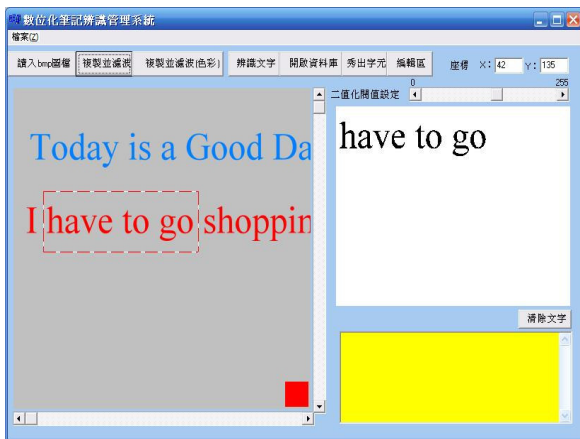 數位化筆記辨識管理系統
檔案(Z)
讀入bmp圖檔 複製並濾波 複製並濾波(色彩) 辨識文字 開啟資料庫 秀出字元 編輯區 座標 X: 42 Y: 135
二值化閥值設定 0 255
Today is a Good Da
I have to go shoppin
have to go
清除文字